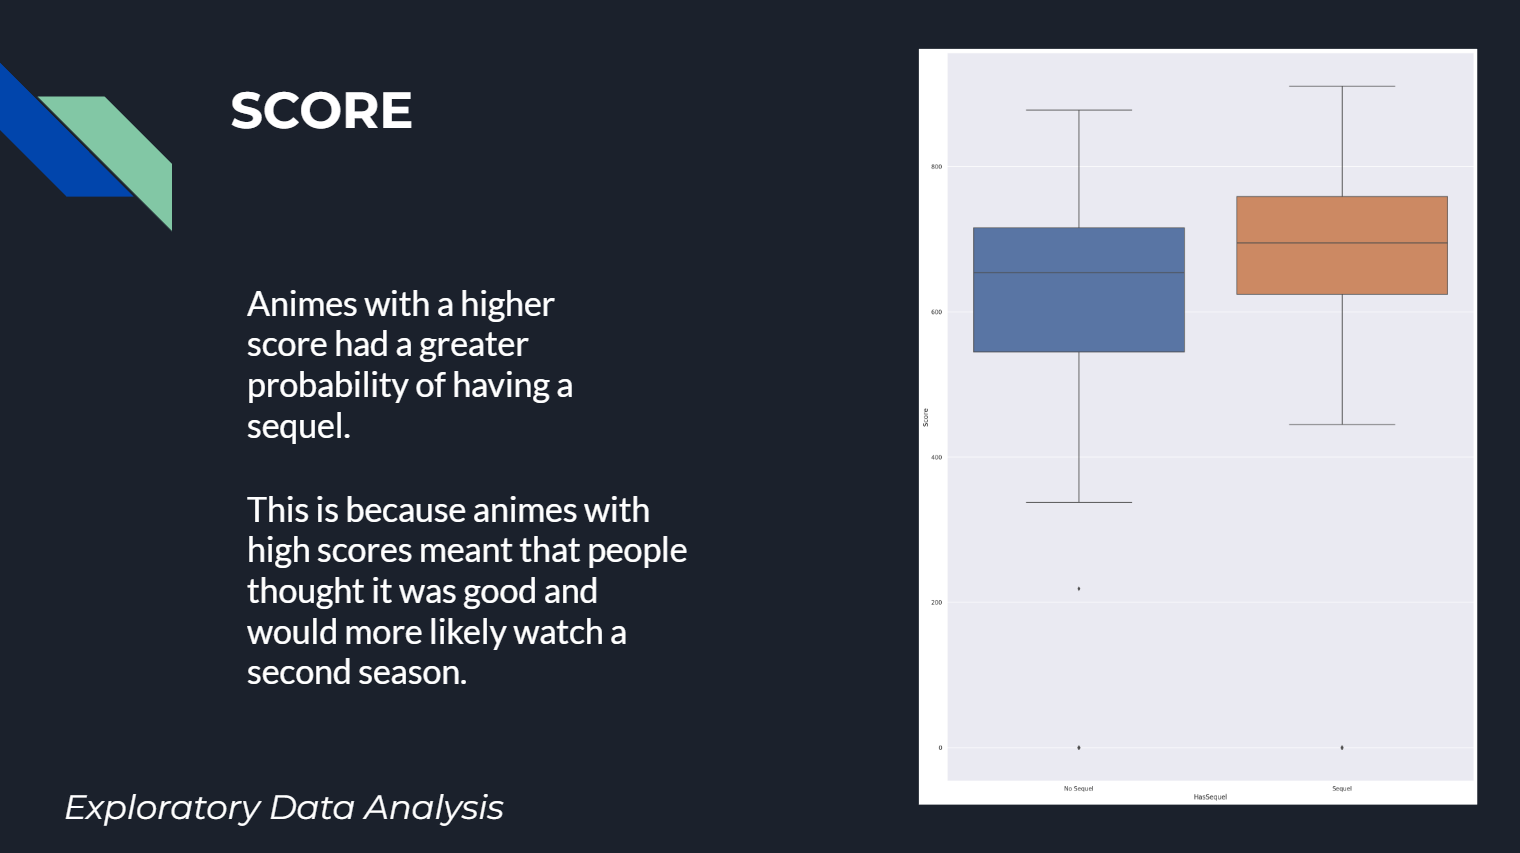 SCORE
Animes with a higher
score had a greater
probability of having a
sequel.
This is because animes with
high scores meant that people
thought it was good and
would more likely watch a
second season.
Exploratory Data Analysis
800
600
400
200
0
Score
No Sequel
Sequel
HasSequel